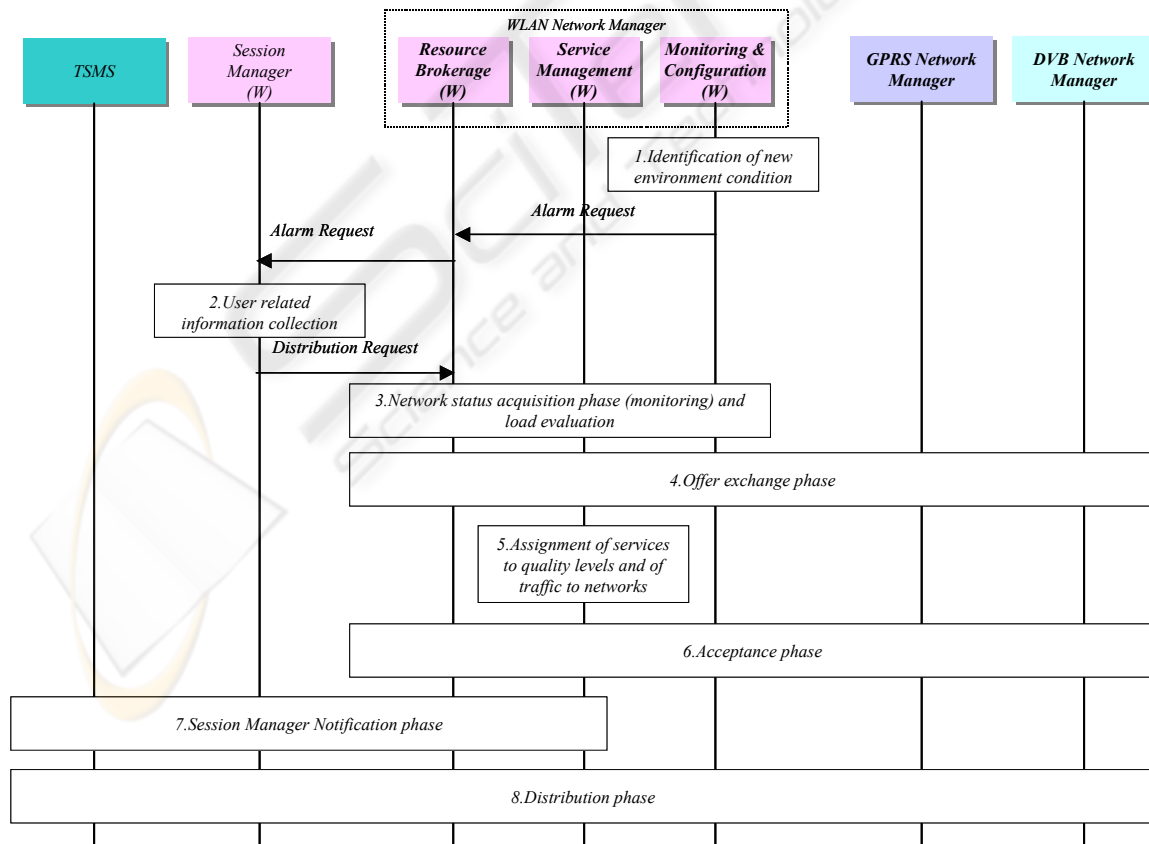 WLAN Network Manager
TSMS
Session
Manager
(W)
Resource
Brokerage
(W)
Service
Management
(W)
Monitoring &
Configuration
(W)
GPRS Network
Manager
DVB Network
Manager
1.Identification of new
environment condition
Alarm Request
Alarm Request
2.User related
information collection
Distribution Request
3.Network status acquisition phase (monitoring) and
load evaluation
4.Offer exchange phase
5.Assignment of services
to quality levels and of
traffic to networks
6.Acceptance phase
7.Session Manager Notification phase
8.Distribution phase